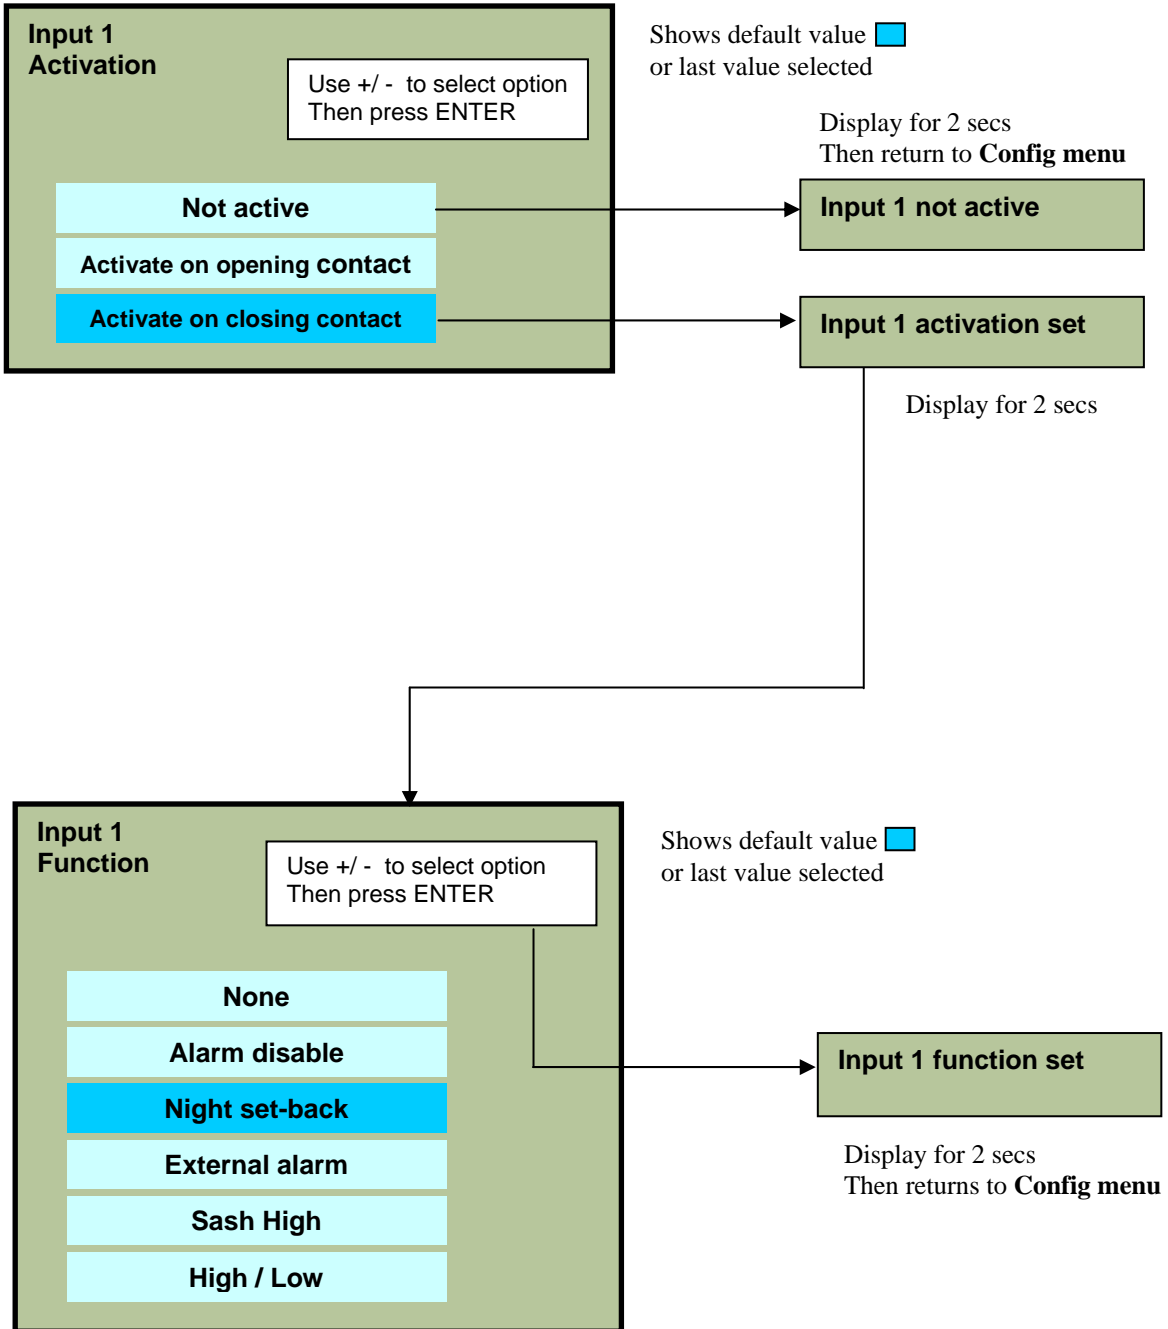 Input 1
Activation
Use +/ -  to select option
Then press ENTER
Shows default value
or last value selected
Display for 2 secs
Then return to Config menu
Not active
Input 1 not active
Activate on opening contact
Activate on closing contact
Input 1 activation set
Display for 2 secs
Input 1
Function
Use +/ -  to select option
Then press ENTER
Shows default value
or last value selected
None
Alarm disable
Night set-back
External alarm
Sash High
High / Low
Input 1 function set
Display for 2 secs
Then returns to Config menu